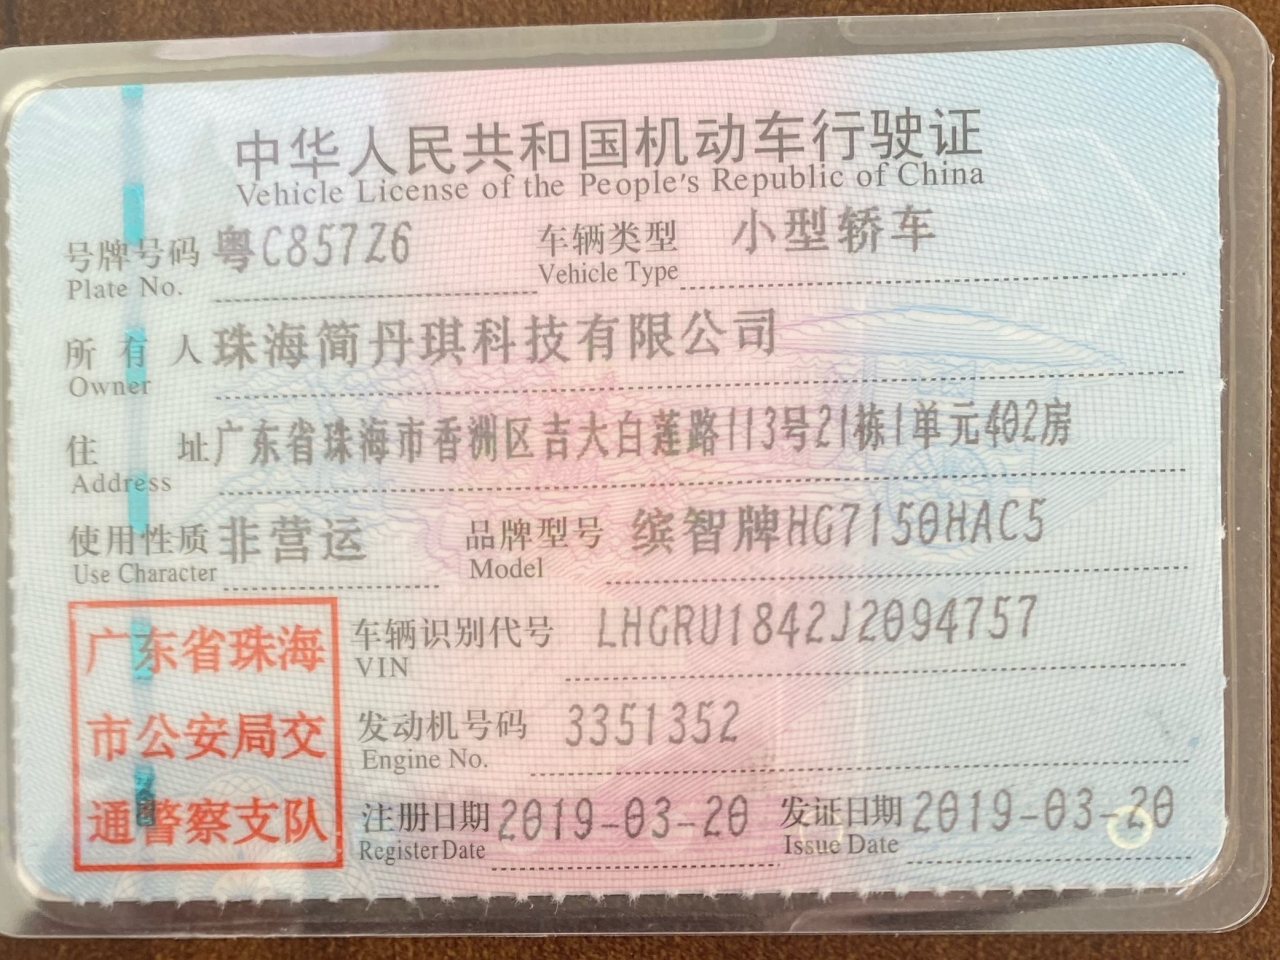 中华人民共和国机动车行驶证
Vehicle License of the People's Republic of China
号牌号码 粤C857Z6 车辆类型 小型轿车
Plate No. Vehicle Type
所有人 珠海简丹琪科技有限公司
Owner
住址 广东省珠海市香洲区吉大白莲路113号21栋1单元402房
Address
使用性质 非营运 品牌型号 缤智牌HG7150HAC5
Use Character Model
车辆识别代号 LHGRU1842J2094757
VIN
发动机号码 3351352
Engine No.
注册日期 2019-03-20 发证日期 2019-03-20
Register Date Issue Date
广东省珠海
市公安局交
通警察支队